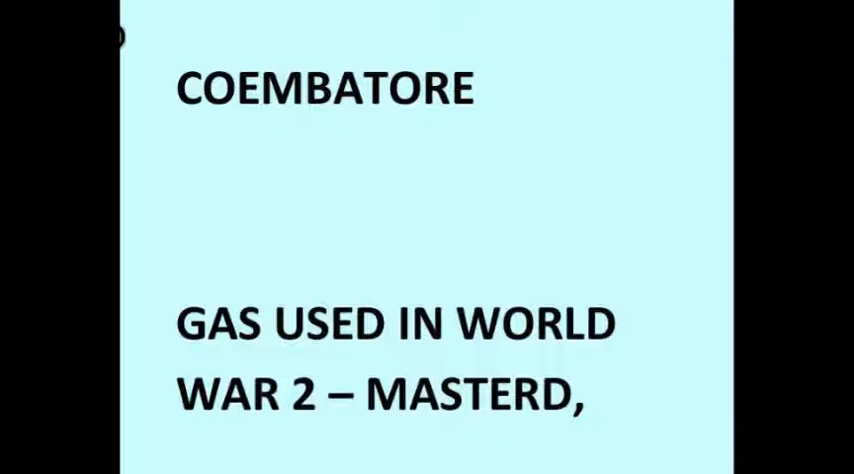 COEMBATORE
GAS USED IN WORLD
WAR 2 – MASTERD,